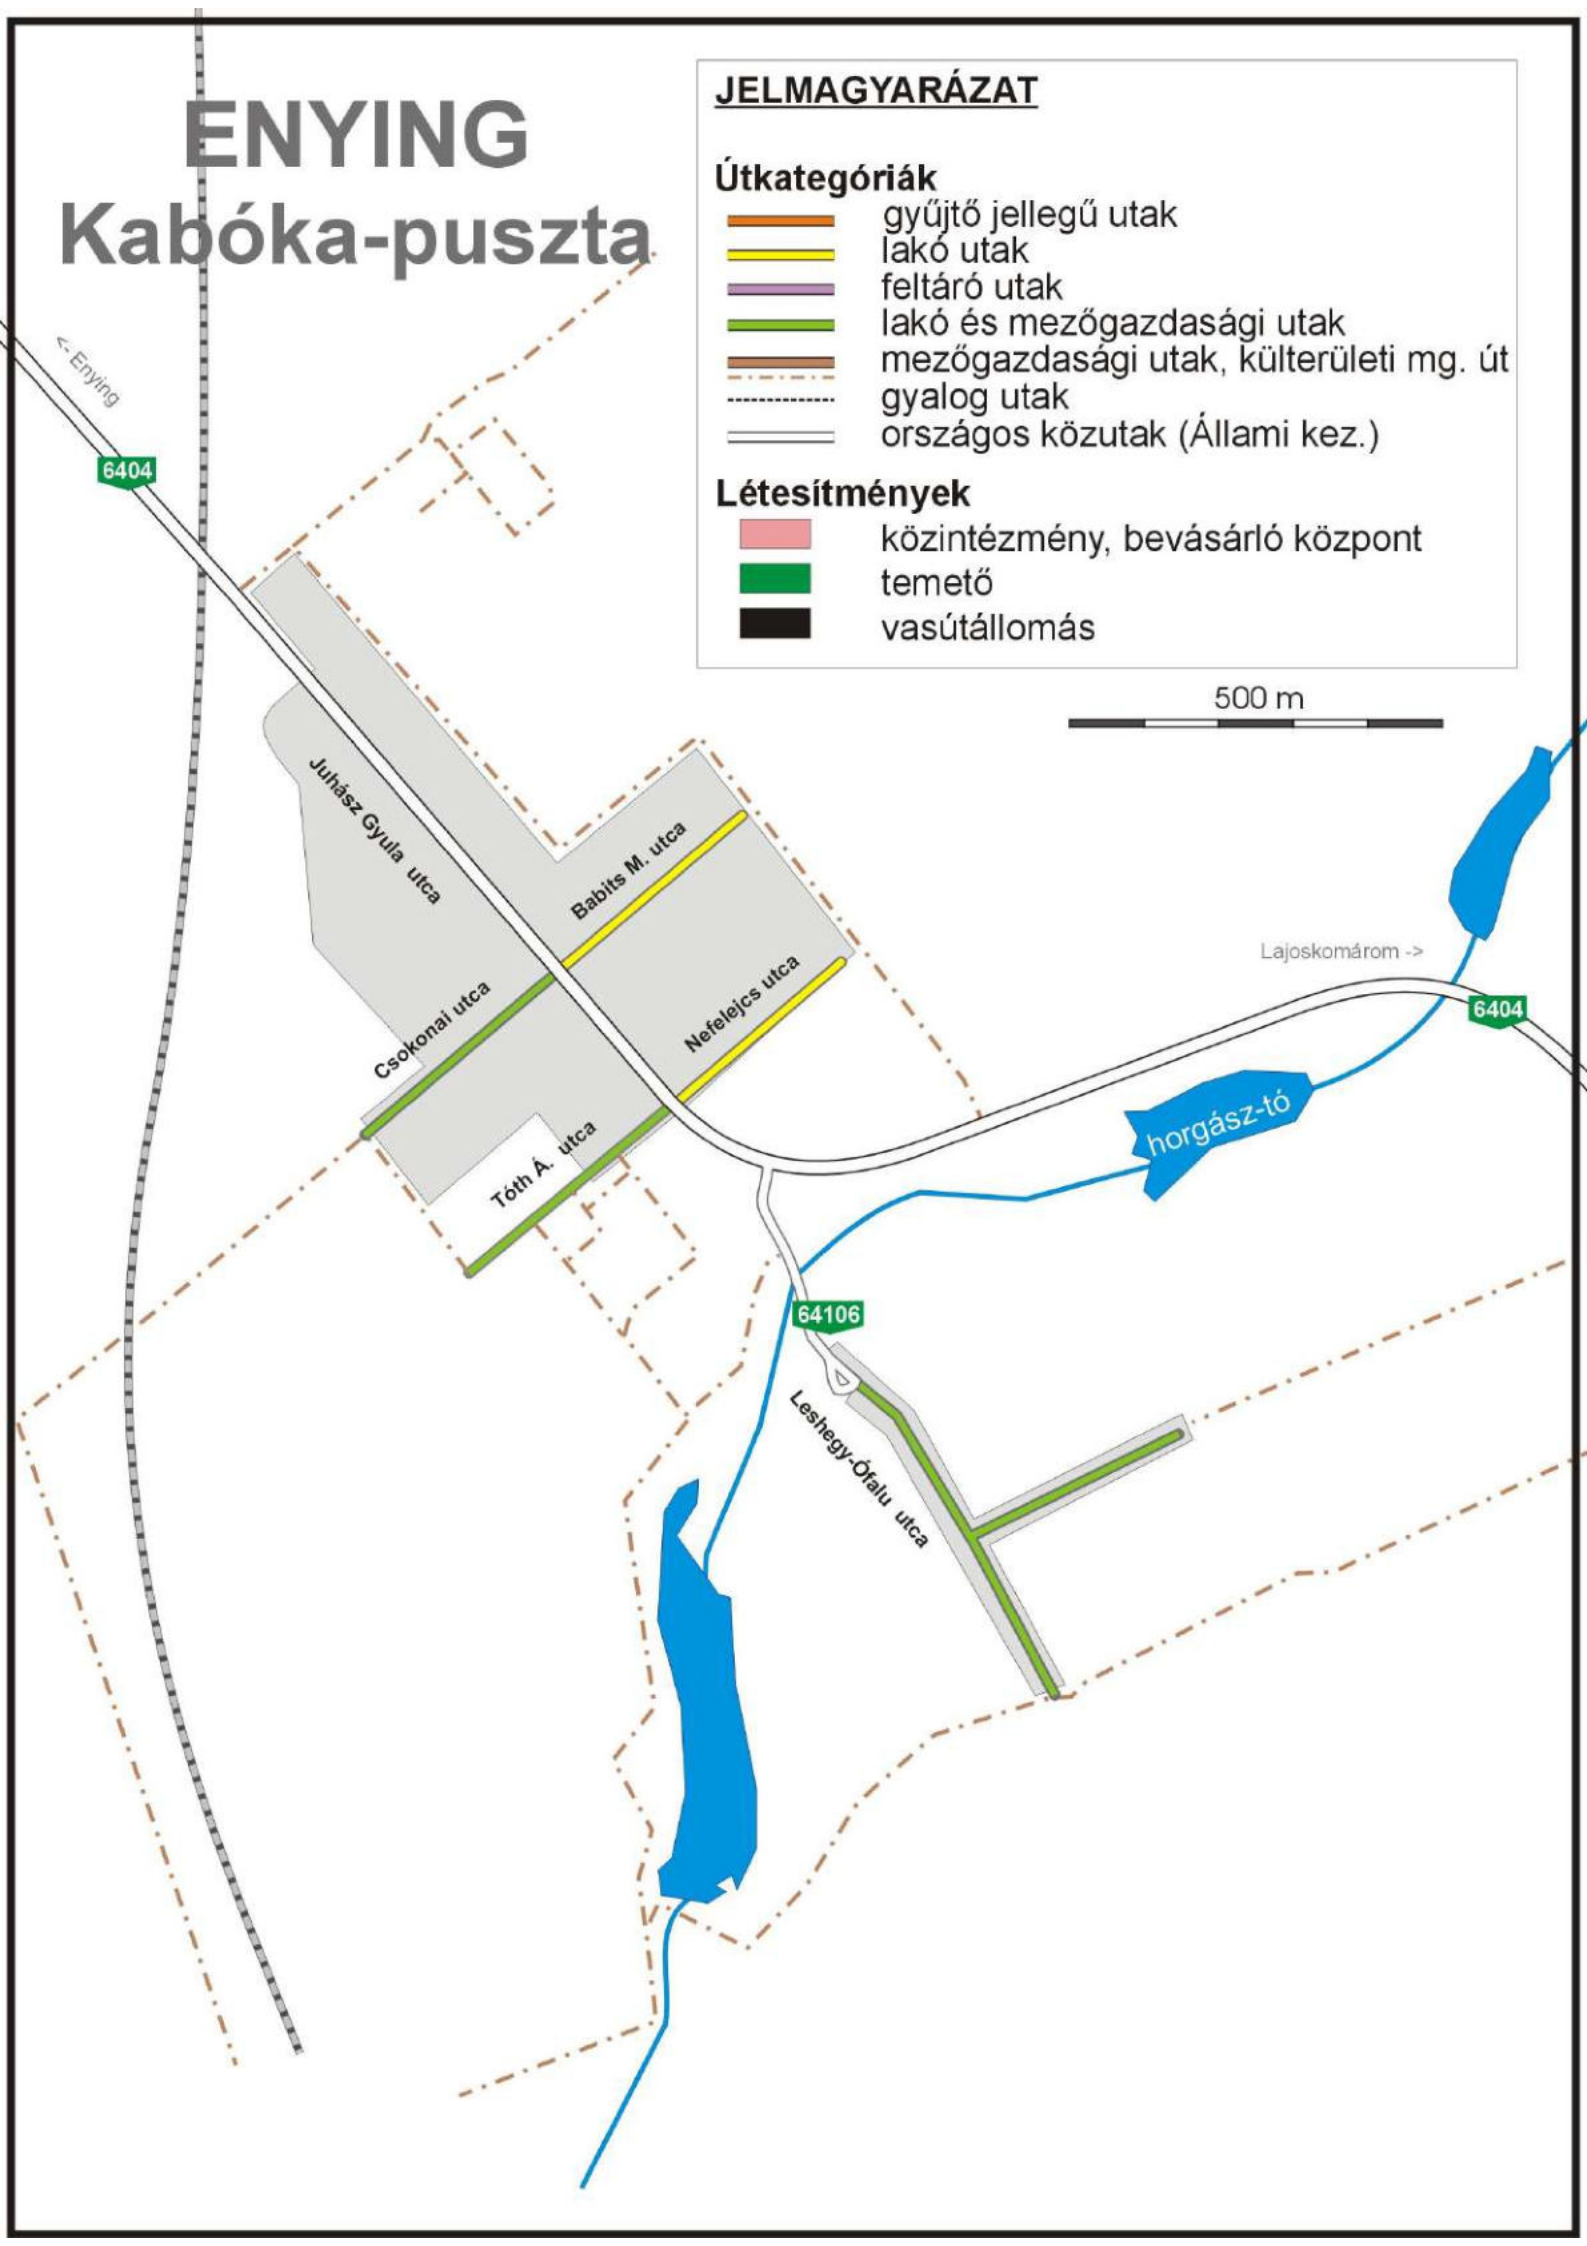 ENYING
Kabóka-puszta
JELMAGYARÁZAT
Útkategóriák
gyűjtő jellegű utak
lakó utak
feltáró utak
lakó és mezőgazdasági utak
mezőgazdasági utak, külterületi mg. út
gyalog utak
országos közutak (Állami kez.)
Létesítmények
közintézmény, bevásárló központ
temető
vasútállomás
500 m
<- Enying
6404
Juhász Gyula utca
Babits M. utca
Csokonai utca
Nefelejcs utca
Lajoskomárom ->
6404
horgász-tó
Tóth Á. utca
64106
Leshegy-Ófalu utca